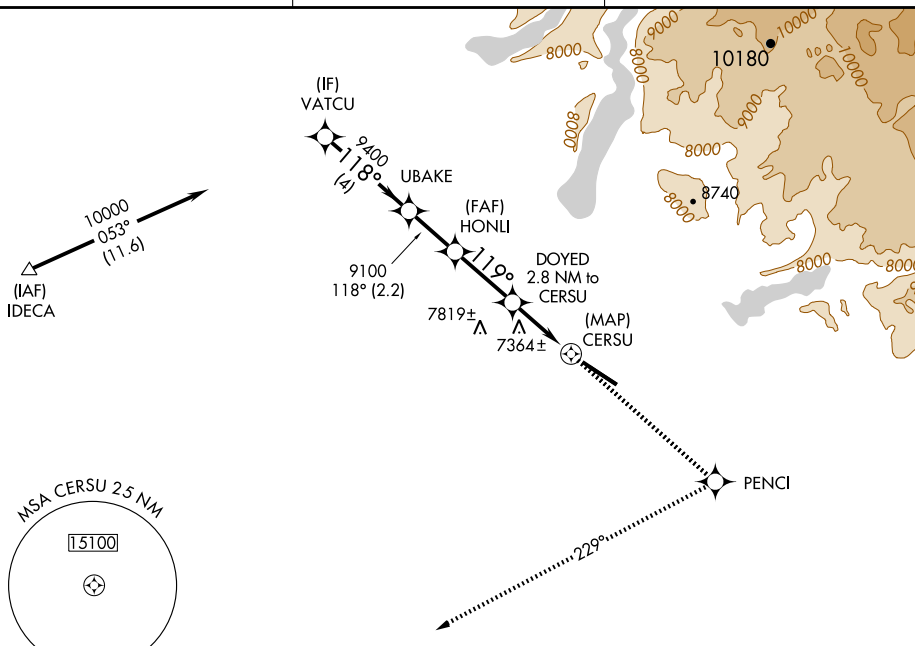 8000
9000
10000
10180
10000
8000
8000
9000
8000
8740
8000
8000
8000
(IF)
VATCU
9400
118°
(4)
UBAKE
(FAF)
HONLI
9100
118° (2.2)
119°
DOYED
2.8 NM to
CERSU
7819±
7364±
(MAP)
CERSU
10000
053°
(11.6)
(IAF)
IDECA
PENCI
229°
MSA CERSU 25 NM
15100